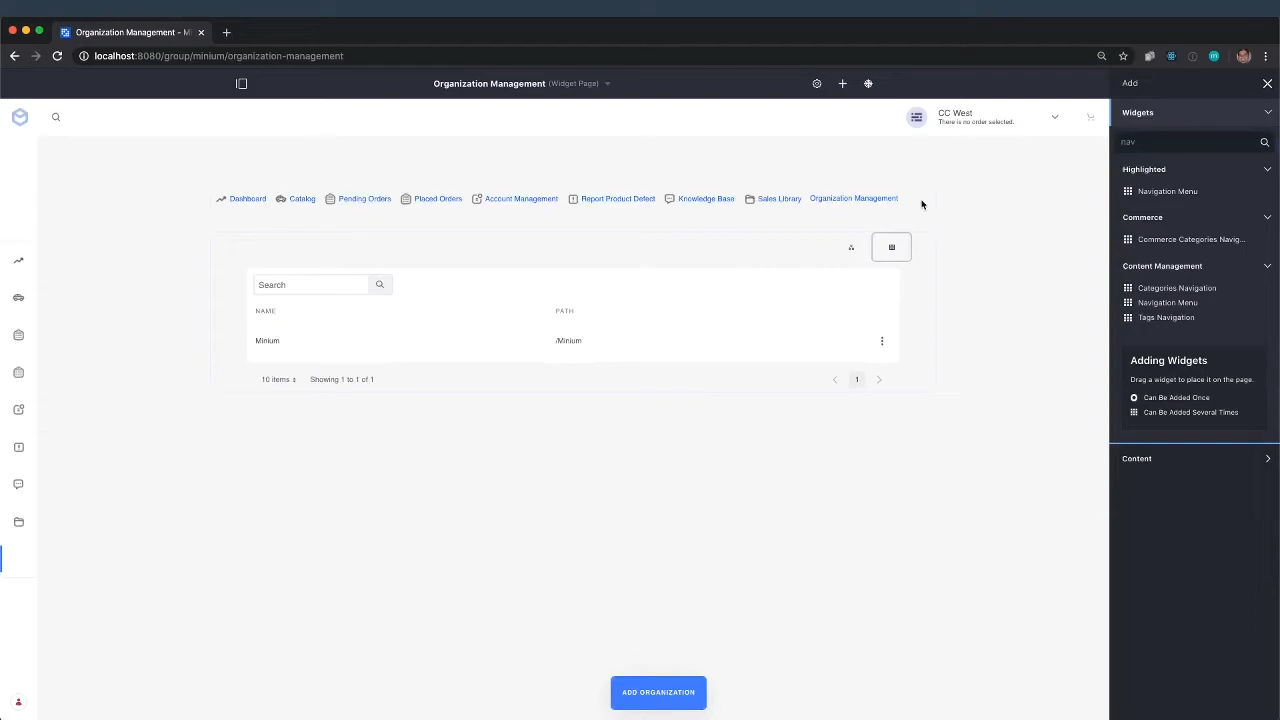 Organization Management - Mi
localhost:8080/group/minium/organization-management
Organization Management (Widget Page)
Add
CC West
There is no order selected.
Widgets
nav
Highlighted
Navigation Menu
Commerce
Commerce Categories Navig...
Content Management
Categories Navigation
Navigation Menu
Tags Navigation
Adding Widgets
Drag a widget to place it on the page.
Can Be Added Once
Can Be Added Several Times
Content
Dashboard Catalog Pending Orders Placed Orders Account Management Report Product Defect Knowledge Base Sales Library Organization Management
Search
NAME PATH
Minium /Minium
10 items Showing 1 to 1 of 1 1
ADD ORGANIZATION